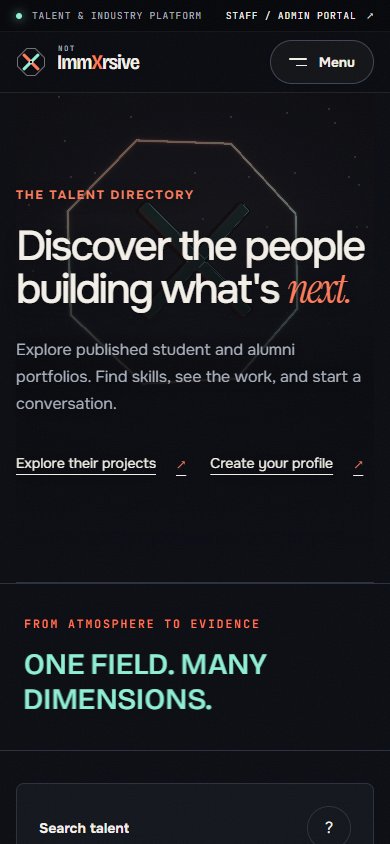 TALENT & INDUSTRY PLATFORM
STAFF / ADMIN PORTAL ↗
NOT
ImmXrsive
Menu
THE TALENT DIRECTORY
Discover the people
building what's next.
Explore published student and alumni
portfolios. Find skills, see the work, and start a
conversation.
Explore their projects ↗ Create your profile ↗
FROM ATMOSPHERE TO EVIDENCE
ONE FIELD. MANY
DIMENSIONS.
Search talent
?